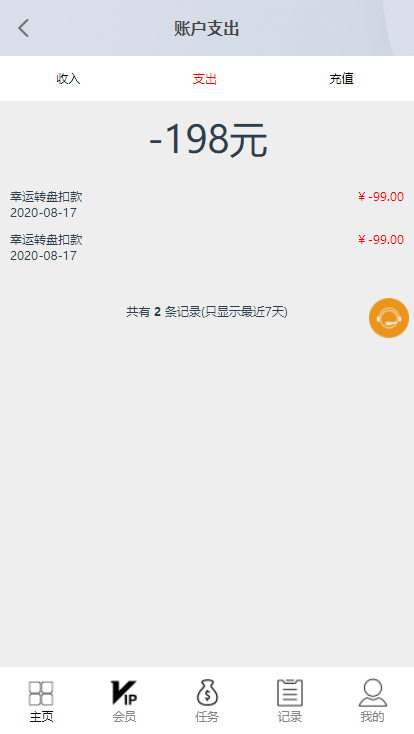 账户支出
收入 支出 充值
-198元
幸运转盘扣款 ￥-99.00
2020-08-17
幸运转盘扣款 ￥-99.00
2020-08-17
共有 2 条记录(只显示最近7天)
VIP
$
主页 会员 任务 记录 我的